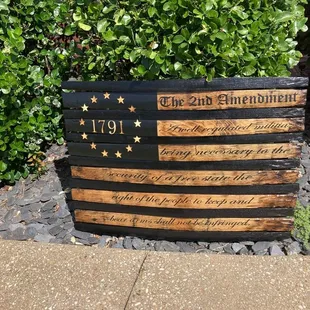 The 2nd Amendment
1791
A well regulated militia
being necessary to the
security of a free state the
right of the people to keep and
bear arms shall not be infringed